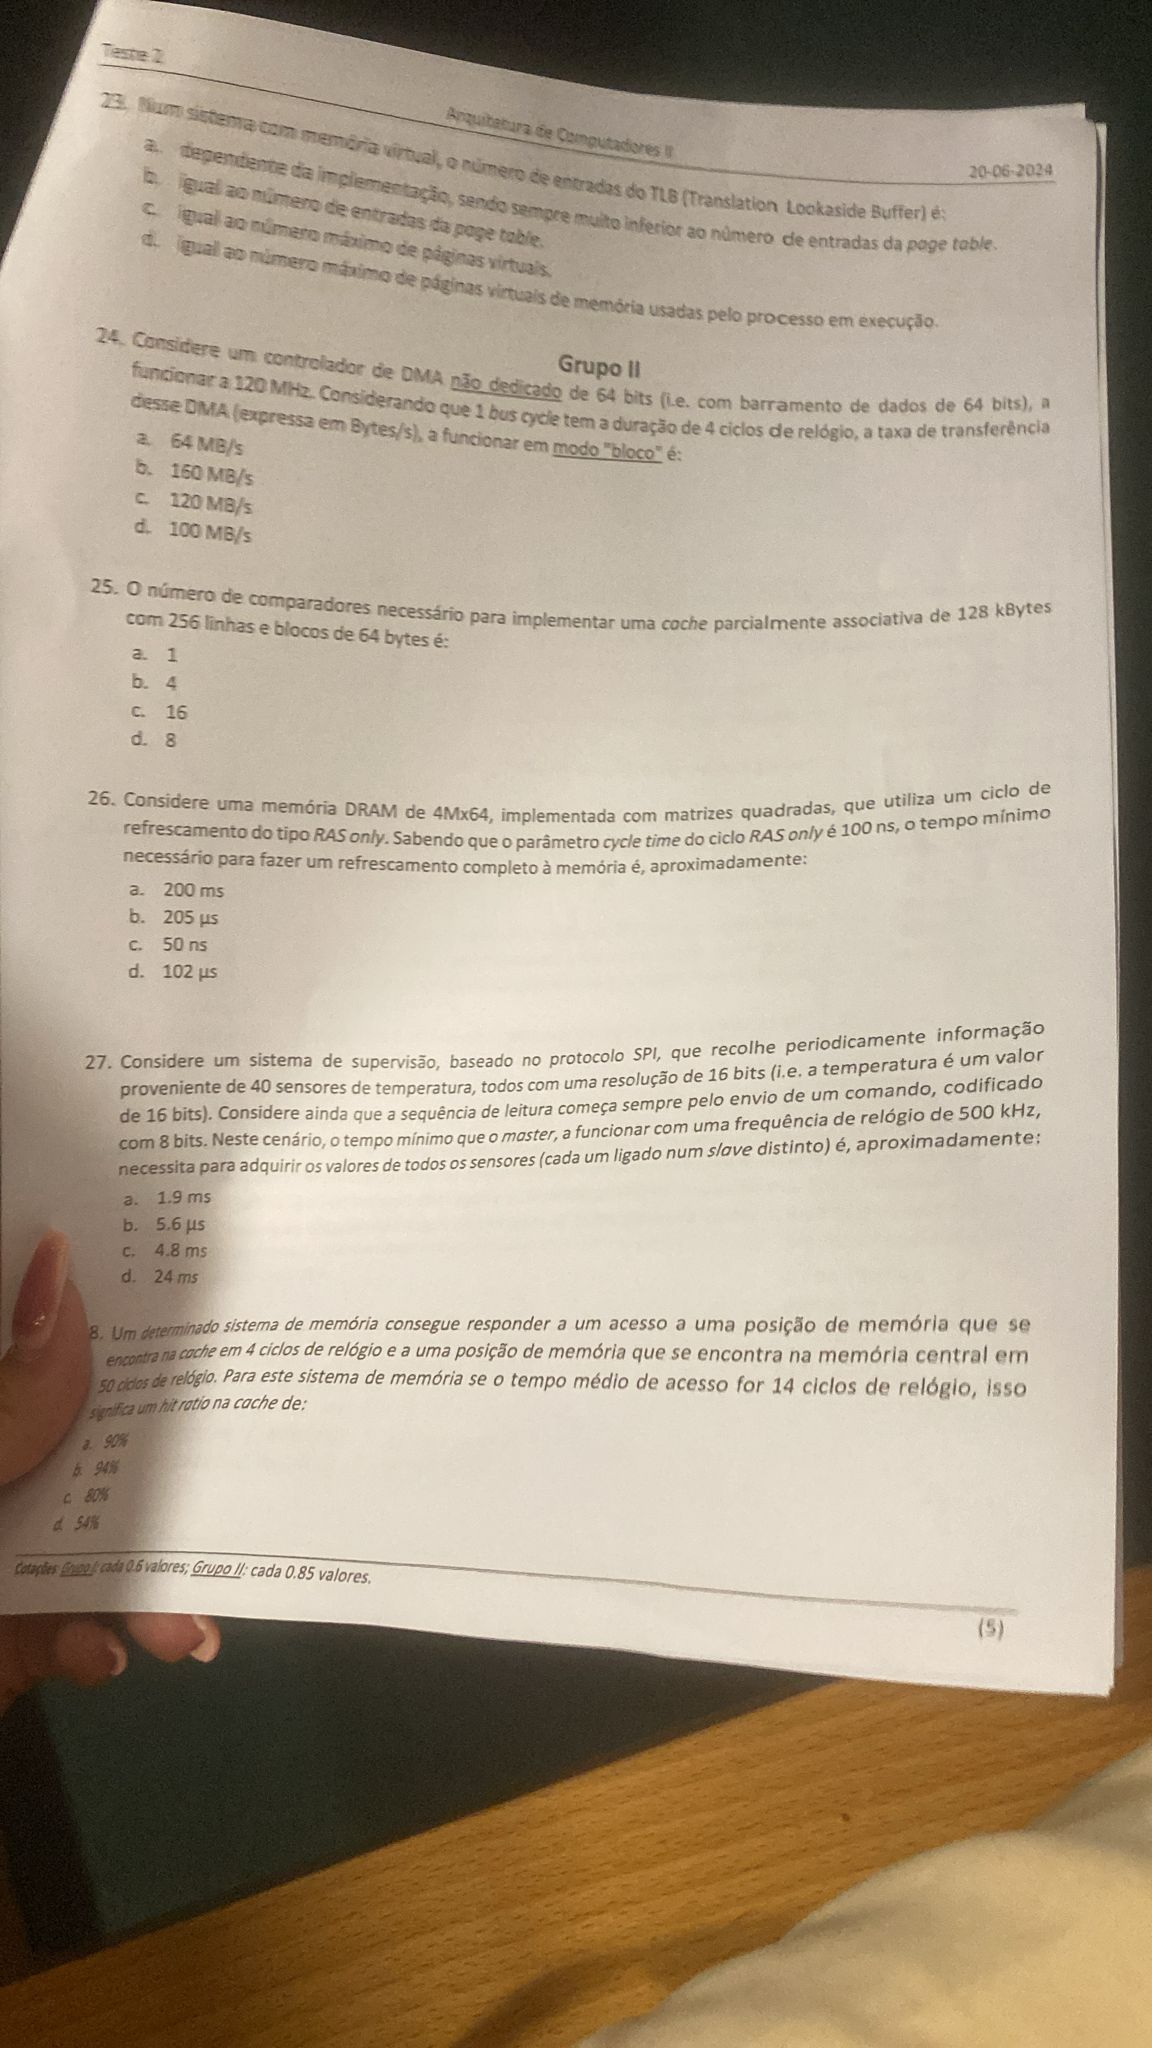 Teste 2
Arquitetura de Computadores II
20-06-2024
23. Num sistema com memória virtual, o número de entradas do TLB (Translation Lookaside Buffer) é:
a. dependente da implementação, sendo sempre muito inferior ao número de entradas da page table.
b. igual ao número de entradas da page table.
c. igual ao número máximo de páginas virtuais.
d. igual ao número máximo de páginas virtuais de memória usadas pelo processo em execução.
Grupo II
24. Considere um controlador de DMA não dedicado de 64 bits (i.e. com barramento de dados de 64 bits), a
funcionar a 120 MHz. Considerando que 1 bus cycle tem a duração de 4 ciclos de relógio, a taxa de transferência
desse DMA (expressa em Bytes/s), a funcionar em modo "bloco" é:
a. 64 MB/s
b. 160 MB/s
c. 120 MB/s
d. 100 MB/s
25. O número de comparadores necessário para implementar uma cache parcialmente associativa de 128 kBytes
com 256 linhas e blocos de 64 bytes é:
a. 1
b. 4
c. 16
d. 8
26. Considere uma memória DRAM de 4Mx64, implementada com matrizes quadradas, que utiliza um ciclo de
refrescamento do tipo RAS only. Sabendo que o parâmetro cycle time do ciclo RAS only é 100 ns, o tempo mínimo
necessário para fazer um refrescamento completo à memória é, aproximadamente:
a. 200 ms
b. 205 µs
c. 50 ns
d. 102 µs
27. Considere um sistema de supervisão, baseado no protocolo SPI, que recolhe periodicamente informação
proveniente de 40 sensores de temperatura, todos com uma resolução de 16 bits (i.e. a temperatura é um valor
de 16 bits). Considere ainda que a sequência de leitura começa sempre pelo envio de um comando, codificado
com 8 bits. Neste cenário, o tempo mínimo que o master, a funcionar com uma frequência de relógio de 500 kHz,
necessita para adquirir os valores de todos os sensores (cada um ligado num slave distinto) é, aproximadamente:
a. 1.9 ms
b. 5.6 µs
c. 4.8 ms
d. 24 ms
8. Um determinado sistema de memória consegue responder a um acesso a uma posição de memória que se
encontra na cache em 4 ciclos de relógio e a uma posição de memória que se encontra na memória central em
50 ciclos de relógio. Para este sistema de memória se o tempo médio de acesso for 14 ciclos de relógio, isso
significa um hit ratio na cache de:
a. 90%
b. 94%
c. 80%
d. 54%
Cotações: Grupo I: cada 0.6 valores; Grupo II: cada 0.85 valores.
(5)